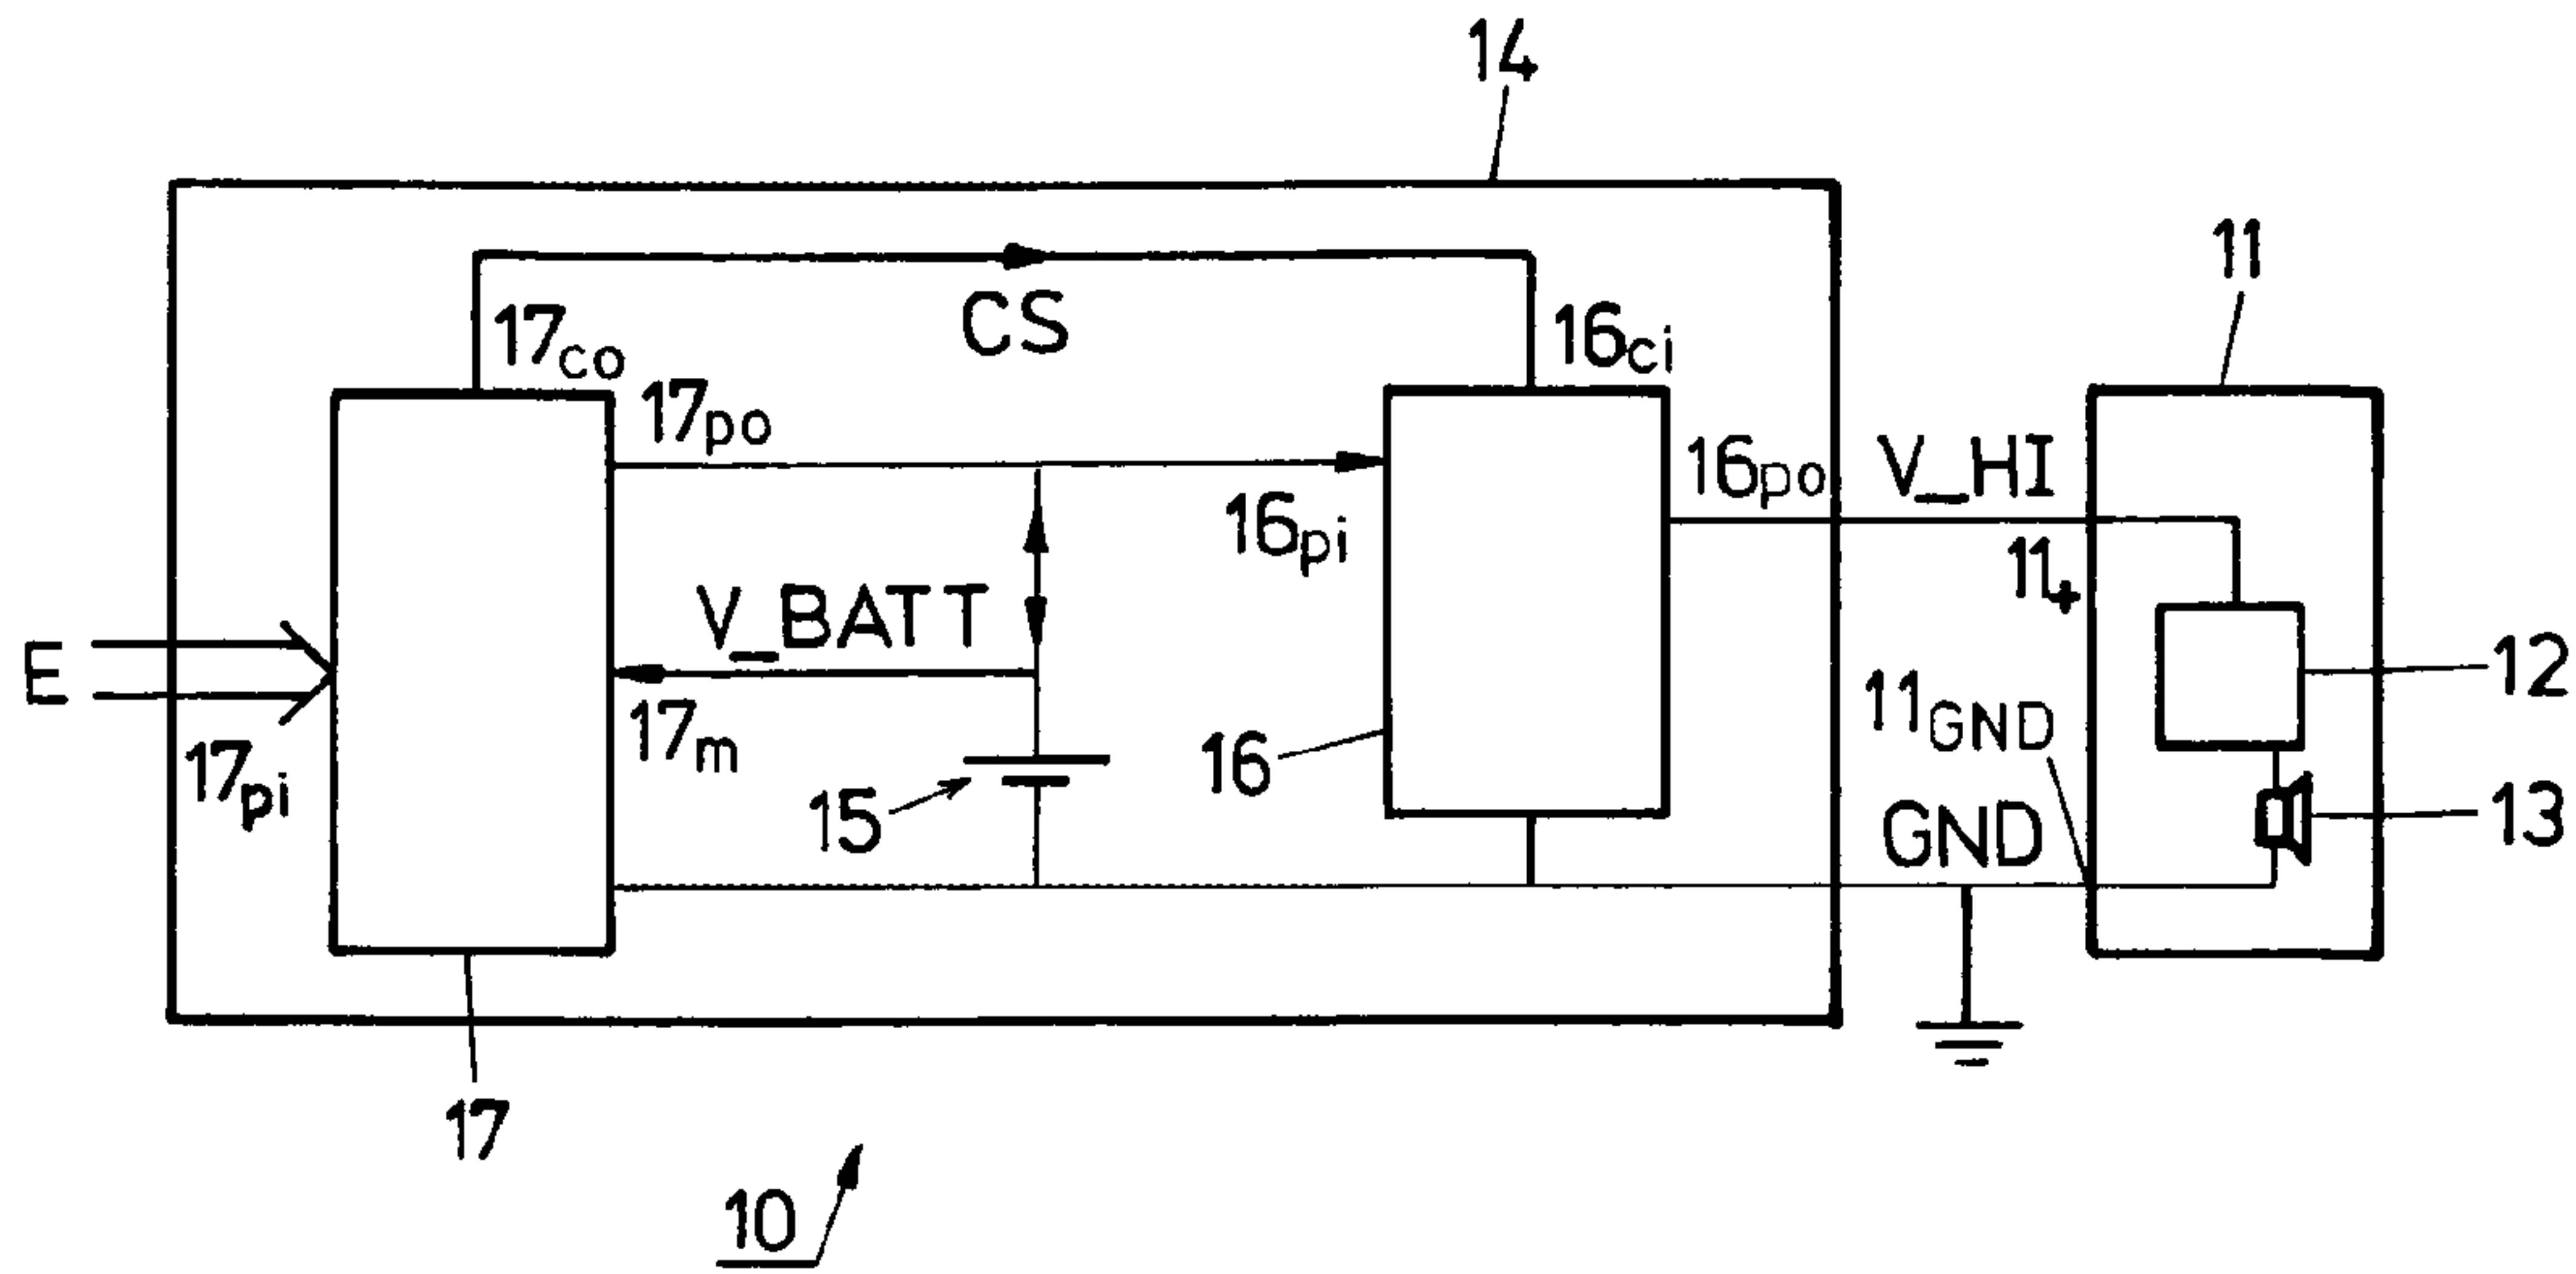 14
11
CS
17co
16ci
17po
16po
V_HI
16pi
11+
V_BATT
E
12
17m
11GND
17pi
16
15
GND
13
17
10